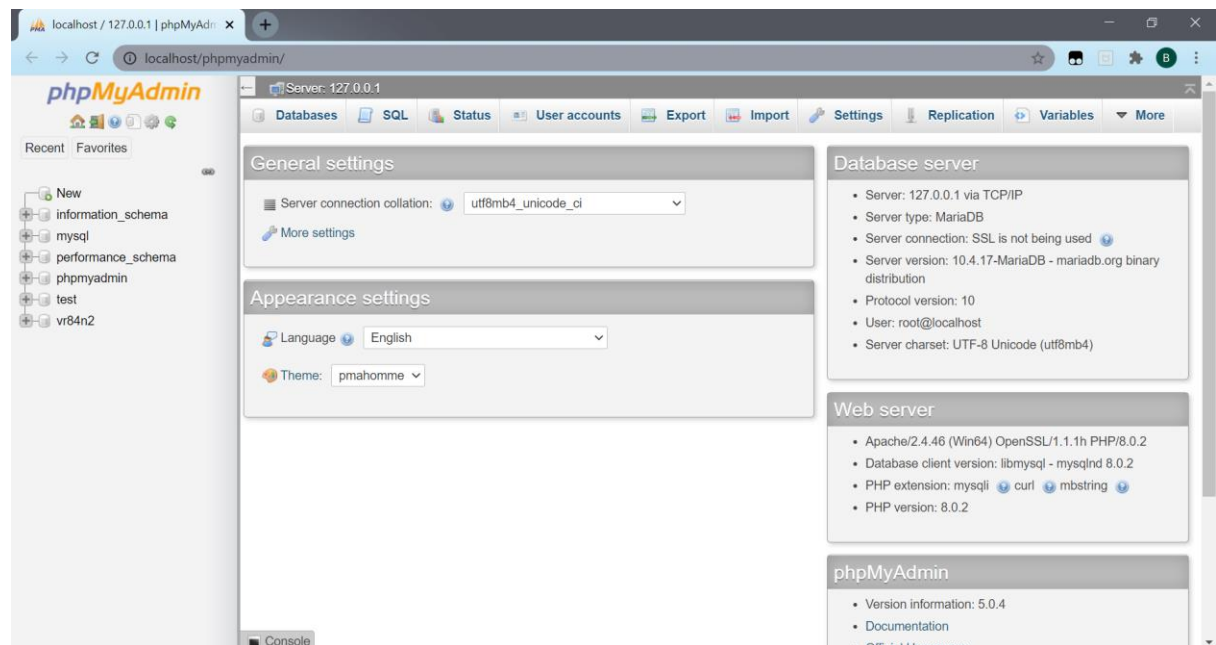 localhost / 127.0.0.1 | phpMyAdn
localhost/phpmyadmin/
B
phpMyAdmin
Recent Favorites
New
information_schema
mysql
performance_schema
phpmyadmin
test
vr84n2
Server: 127.0.0.1
Databases SQL Status User accounts Export Import Settings Replication Variables More
General settings
Server connection collation: utf8mb4_unicode_ci
More settings
Appearance settings
Language English
Theme: pmahomme
Console
Database server
• Server: 127.0.0.1 via TCP/IP
• Server type: MariaDB
• Server connection: SSL is not being used
• Server version: 10.4.17-MariaDB - mariadb.org binary
distribution
• Protocol version: 10
• User: root@localhost
• Server charset: UTF-8 Unicode (utf8mb4)
Web server
• Apache/2.4.46 (Win64) OpenSSL/1.1.1h PHP/8.0.2
• Database client version: libmysql - mysqlnd 8.0.2
• PHP extension: mysqli curl mbstring
• PHP version: 8.0.2
phpMyAdmin
• Version information: 5.0.4
• Documentation